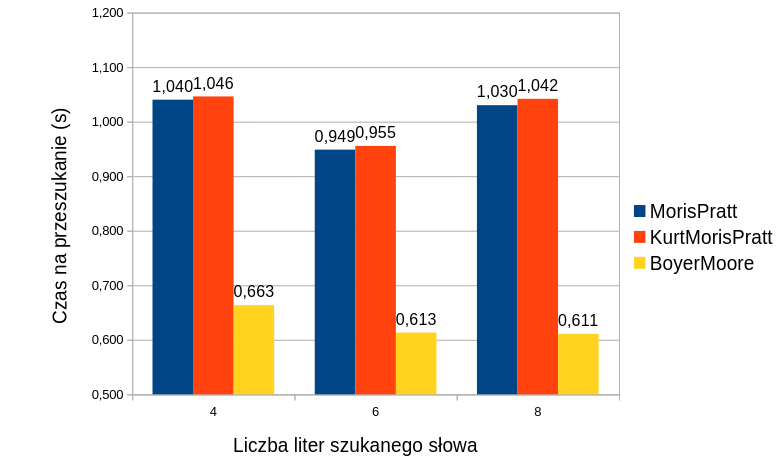 1,200
1,100
1,000
0,900
0,800
0,700
0,600
0,500
Czas na przeszukanie (s)
1,040 1,046
0,663
0,949 0,955
0,613
1,030 1,042
0,611
4 6 8
Liczba liter szukanego słowa
MorisPratt
KurtMorisPratt
BoyerMoore